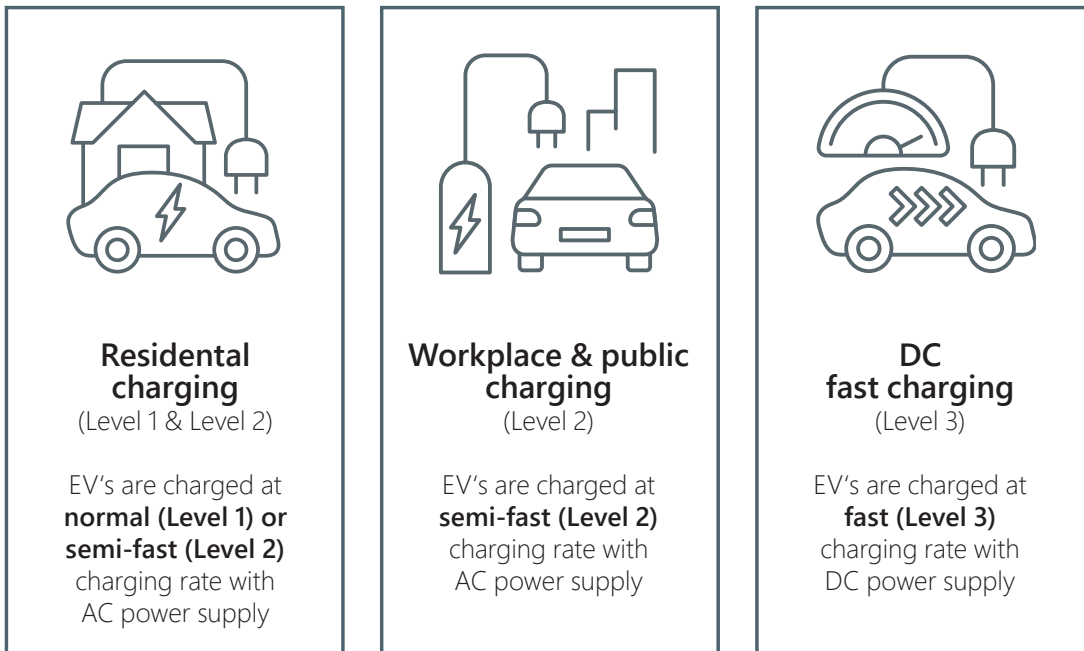 Residental
charging
(Level 1 & Level 2)
EV‘s are charged at
normal (Level 1) or
semi-fast (Level 2)
charging rate with
AC power supply
Workplace & public
charging
(Level 2)
EV‘s are charged at
semi-fast (Level 2)
charging rate with
AC power supply
DC
fast charging
(Level 3)
EV‘s are charged at
fast (Level 3)
charging rate with
DC power supply